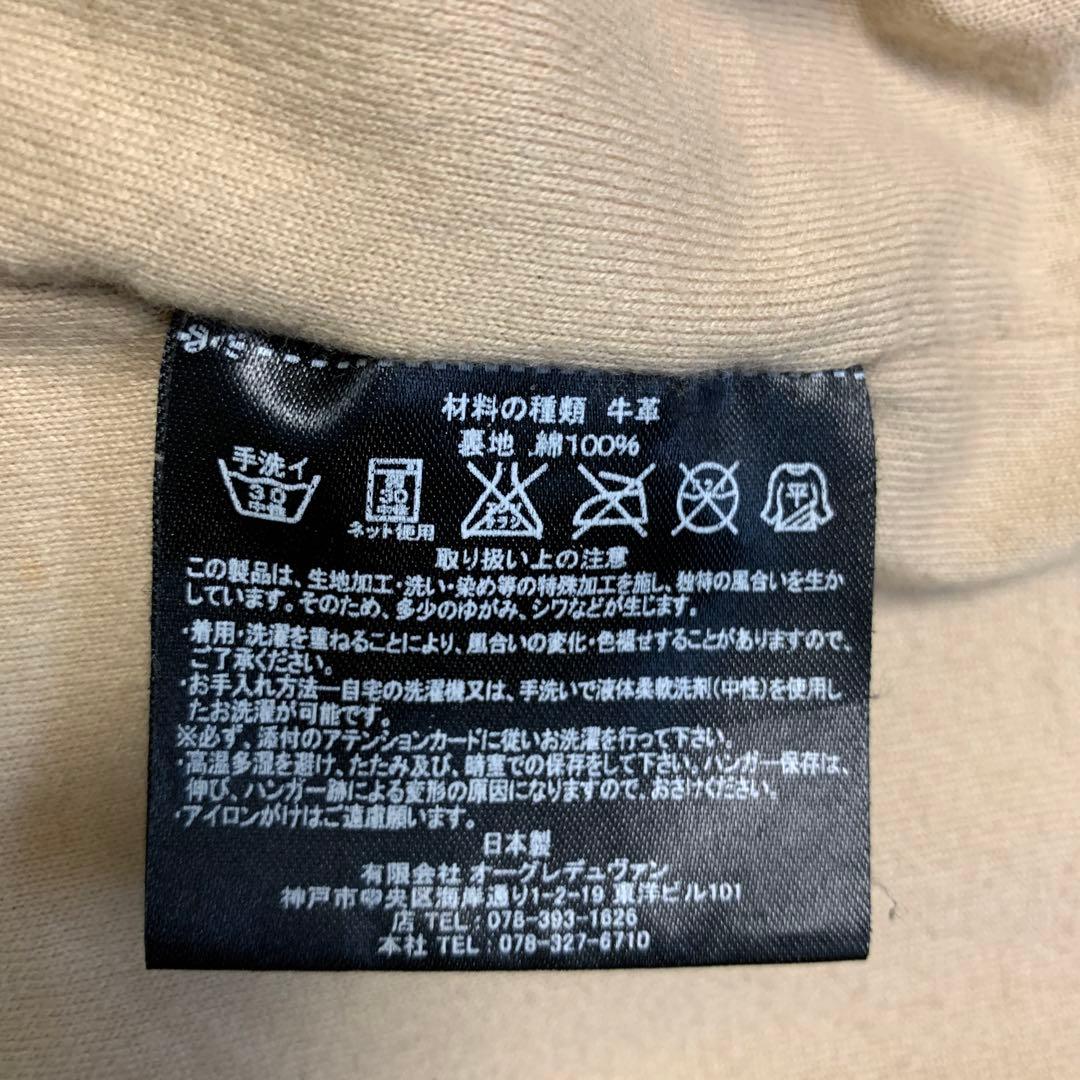 材料の種類 牛革
裏地 綿100%
手洗イ
30
中性
30
中性
ネット使用
平
取り扱い上の注意
この製品は、生地加工・洗い・染め等の特殊加工を施し、独特の風合いを生か
しています。そのため、多少のゆがみ、シワなどが生じます。
・着用・洗濯を重ねることにより、風合いの変化・色褪せすることがありますので、
ご了承ください。
・お手入れ方法―自宅の洗濯機又は、手洗いで液体柔軟洗剤(中性)を使用し
たお洗濯が可能です。
※必ず、添付のアテンションカードに従いお洗濯を行って下さい。
・高温多湿を避け、たたみ及び、暗室での保存をして下さい。ハンガー保存は、
伸び、ハンガー跡による変形の原因になりますので、おさけください。
・アイロンがけはご遠慮願います。
日本製
有限会社 オーグレデュヴァン
神戸市中央区海岸通り1-2-19 東洋ビル101
店 TEL：078-393-1626
本社 TEL：078-327-6710